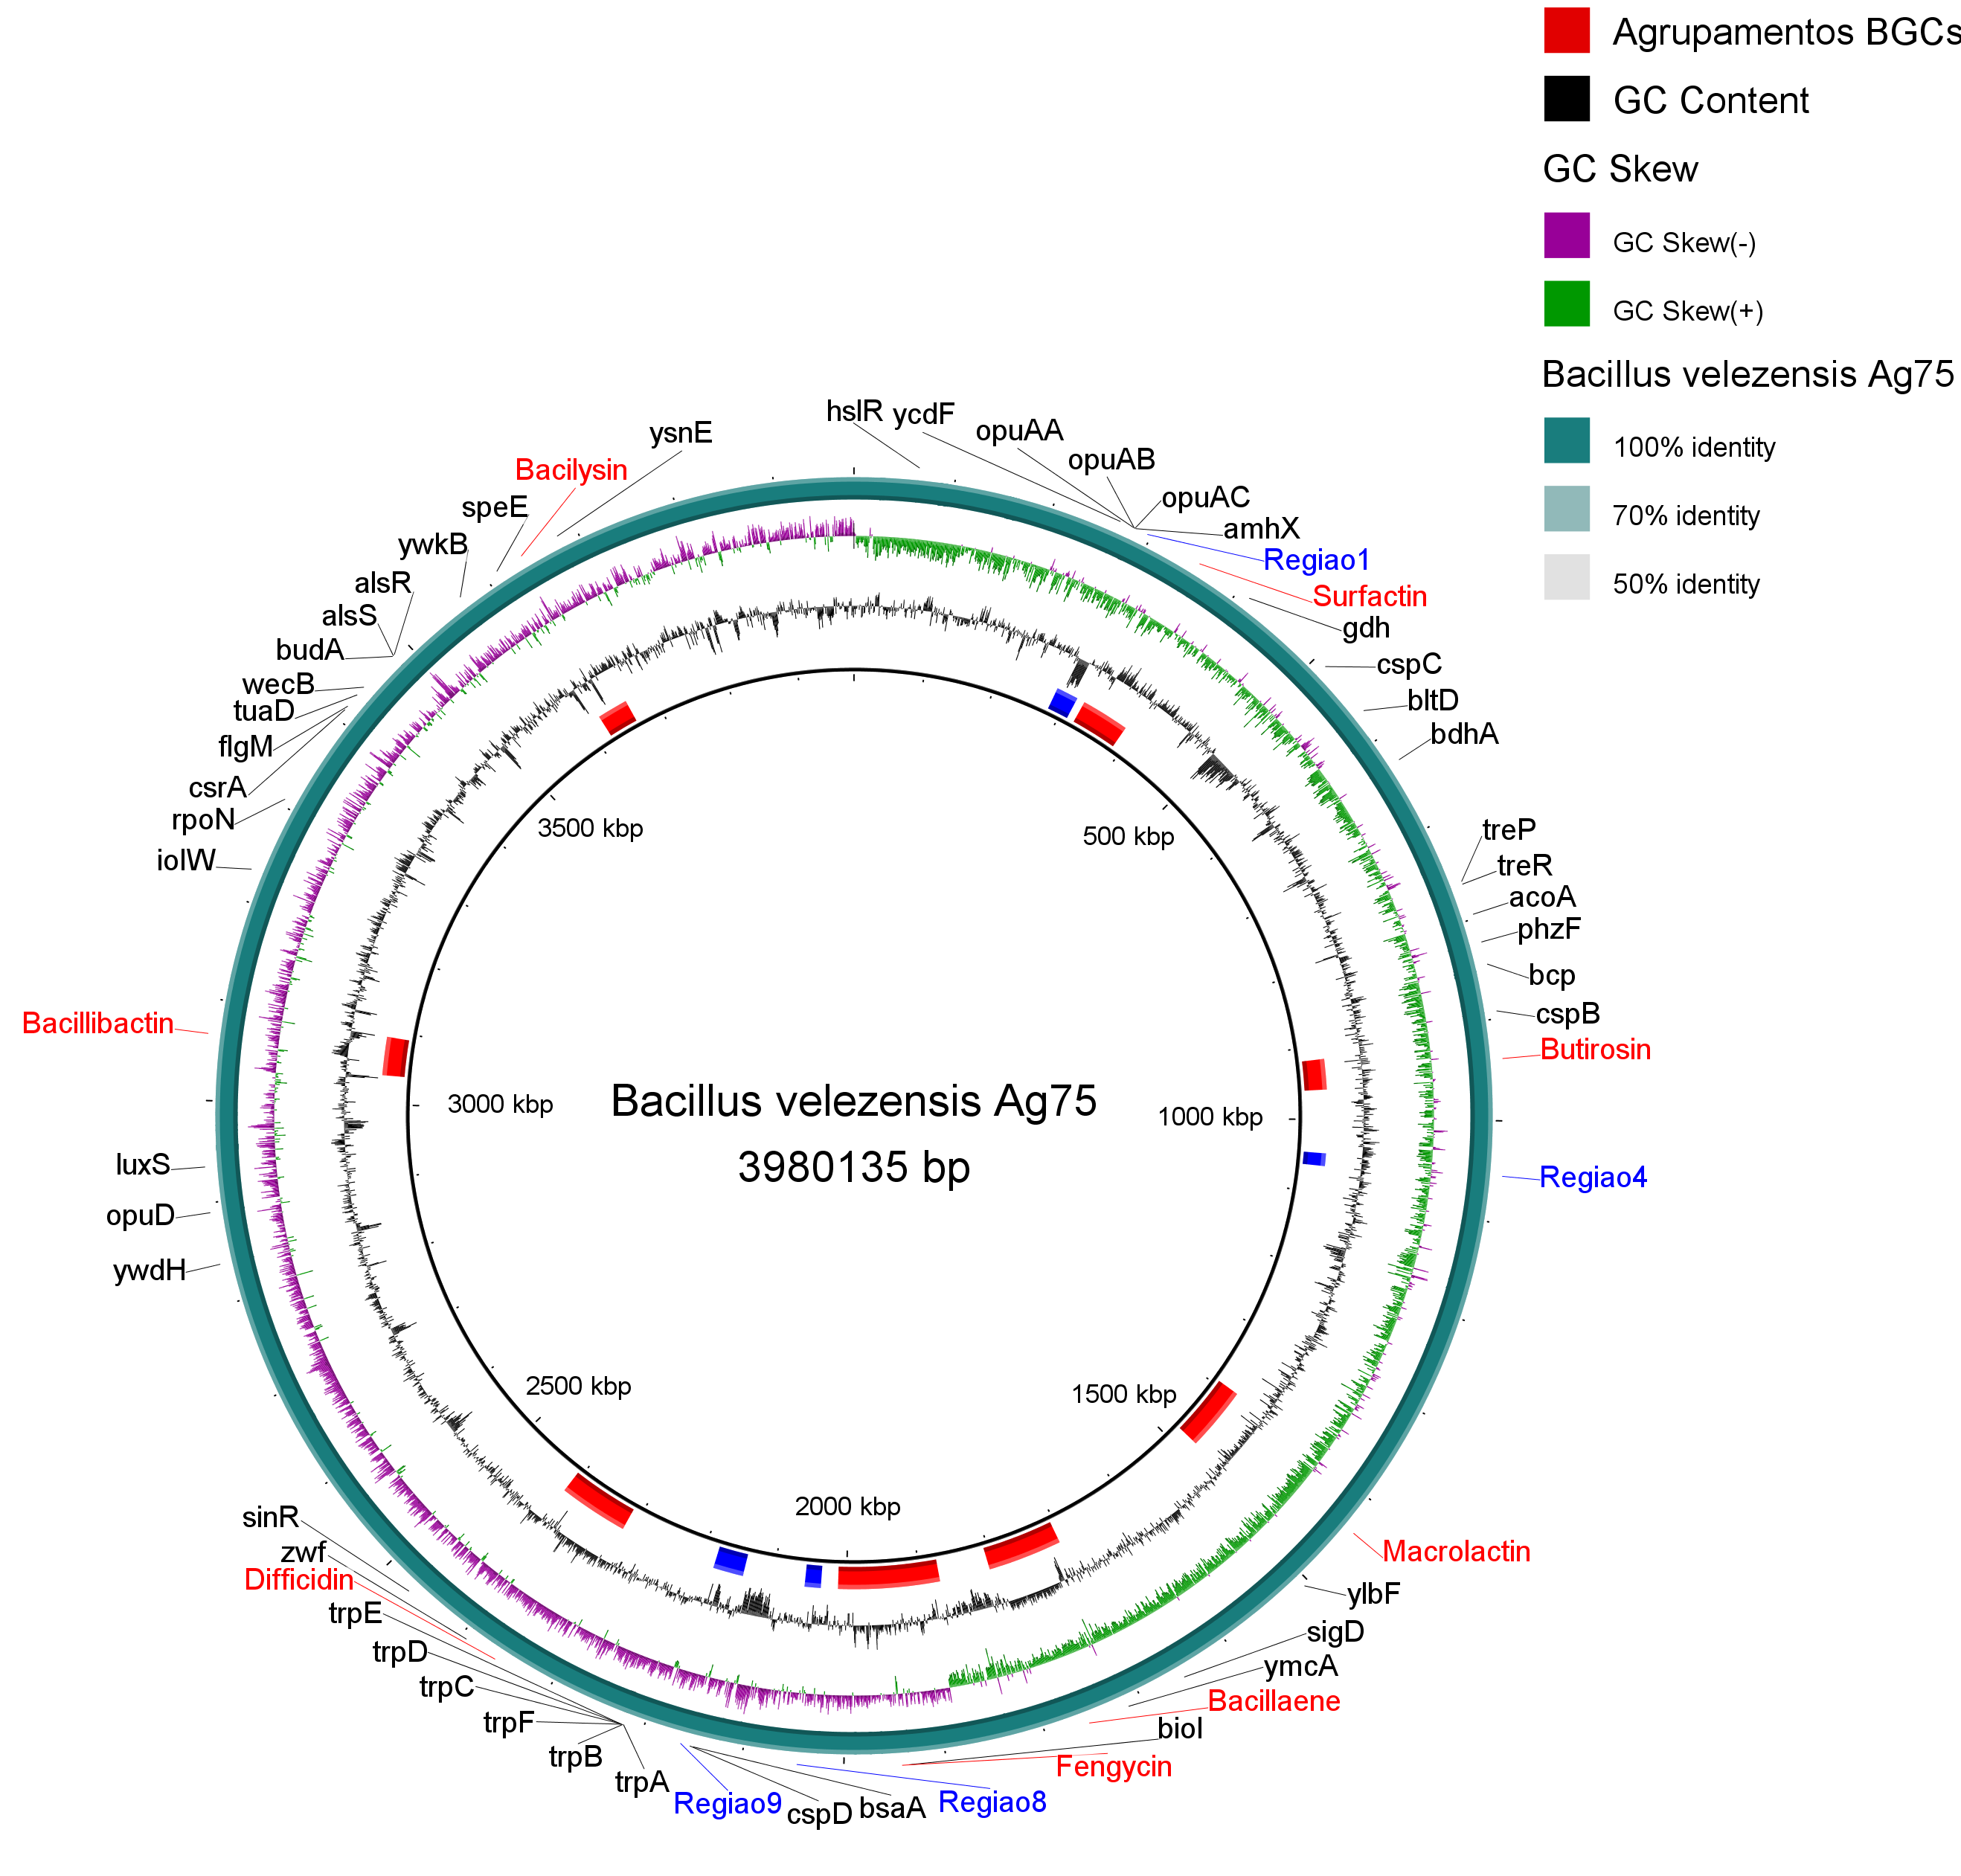 Agrupamentos BGCs
GC Content
GC Skew
GC Skew(-)
GC Skew(+)
Bacillus velezensis Ag75
100% identity
70% identity
50% identity
hslR
ycdF
opuAA
opuAB
opuAC
amhX
Regiao1
Surfactin
gdh
cspC
bltD
bdhA
treP
treR
acoA
phzF
bcp
cspB
Butirosin
Regiao4
Macrolactin
ylbF
sigD
ymcA
Bacillaene
bioI
Fengycin
Regiao8
bsaA
cspD
Regiao9
trpA
trpB
trpF
trpC
trpD
trpE
Difficidin
zwf
sinR
ywdH
opuD
luxS
Bacillibactin
iolW
rpoN
csrA
flgM
tuaD
wecB
budA
alsS
alsR
ywkB
speE
Bacilysin
ysnE
500 kbp
1000 kbp
1500 kbp
2000 kbp
2500 kbp
3000 kbp
3500 kbp
Bacillus velezensis Ag75
3980135 bp